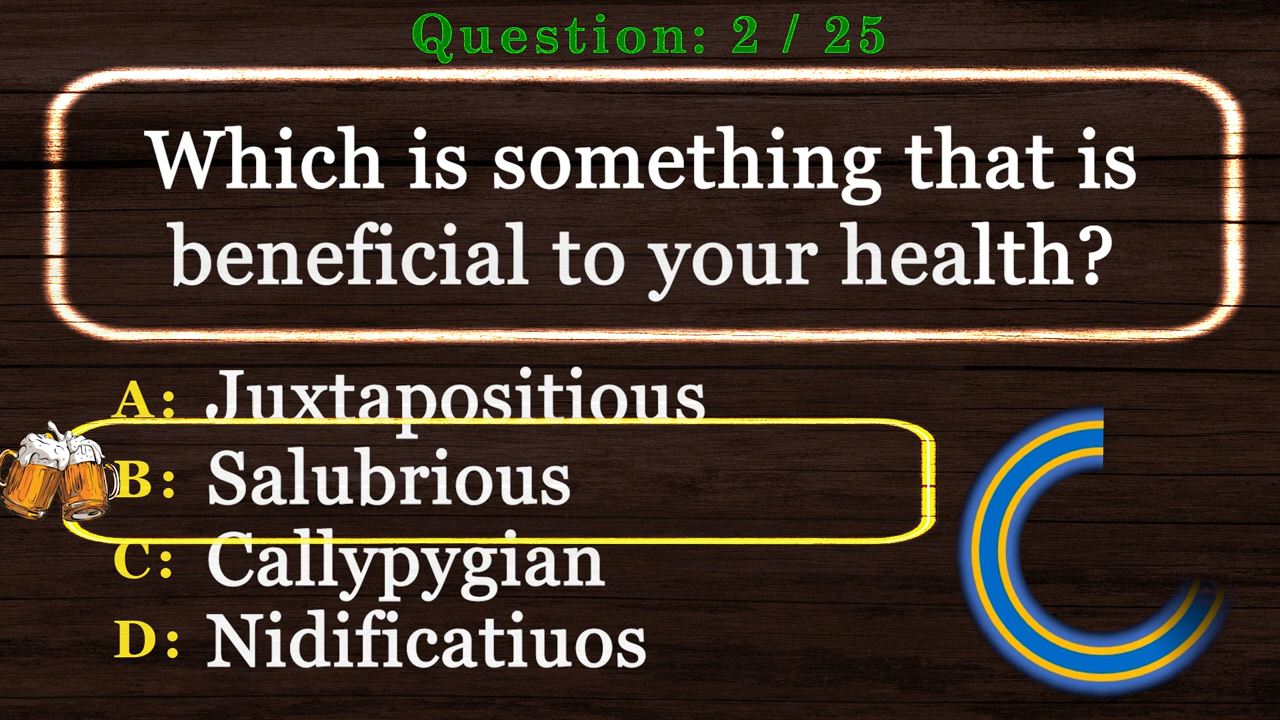 Question: 2 / 25
Which is something that is
beneficial to your health?
A: Juxtapositious
B: Salubrious
C: Callypygian
D: Nidificatiuos